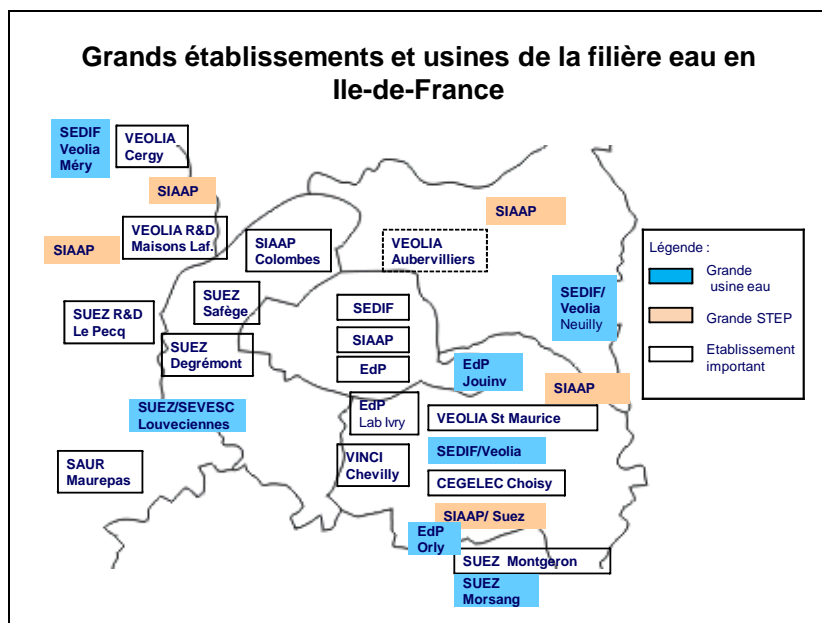 Grands établissements et usines de la filière eau en
Ile-de-France
SEDIF
Veolia
Méry
VEOLIA
Cergy
SIAAP
SIAAP
VEOLIA R&D
Maisons Laf.
SIAAP
Colombes
VEOLIA
Aubervilliers
SIAAP
Légende :
Grande
usine eau
Grande STEP
Etablissement
important
SUEZ R&D
Le Pecq
SUEZ
Safège
SEDIF
SEDIF/
Veolia
Neuilly
SUEZ
Degrémont
SIAAP
EdP
EdP
Jouinv
SIAAP
SUEZ/SEVESC
Louveciennes
EdP
Lab Ivry
VEOLIA St Maurice
SAUR
Maurepas
VINCI
Chevilly
SEDIF/Veolia
CEGELEC Choisy
SIAAP/ Suez
EdP
Orly
SUEZ Montgeron
SUEZ
Morsang